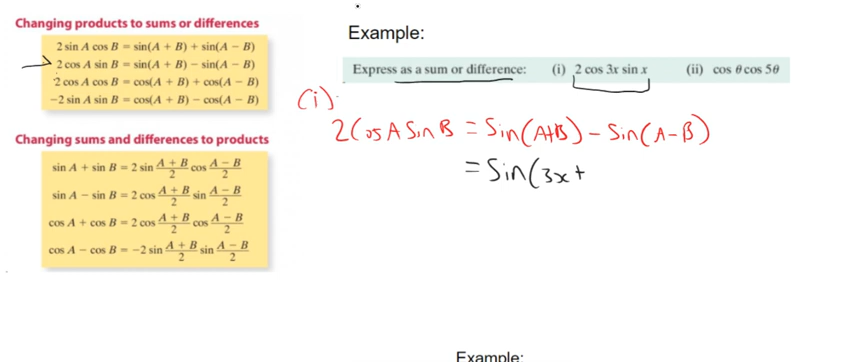 Changing products to sums or differences
2 sin A cos B = sin(A + B) + sin(A − B)
2 cos A sin B = sin(A + B) − sin(A − B)
2 cos A cos B = cos(A + B) + cos(A − B)
−2 sin A sin B = cos(A + B) − cos(A − B)
Changing sums and differences to products
sin A + sin B = 2 sin (A + B)/2 cos (A − B)/2
sin A − sin B = 2 cos (A + B)/2 sin (A − B)/2
cos A + cos B = 2 cos (A + B)/2 cos (A − B)/2
cos A − cos B = −2 sin (A + B)/2 sin (A − B)/2
Example:
Express as a sum or difference: (i) 2 cos 3x sin x (ii) cos θ cos 5θ
(i)
2 Cos A Sin B = Sin(A+B) − Sin(A−B)
= Sin(3x +
Example: